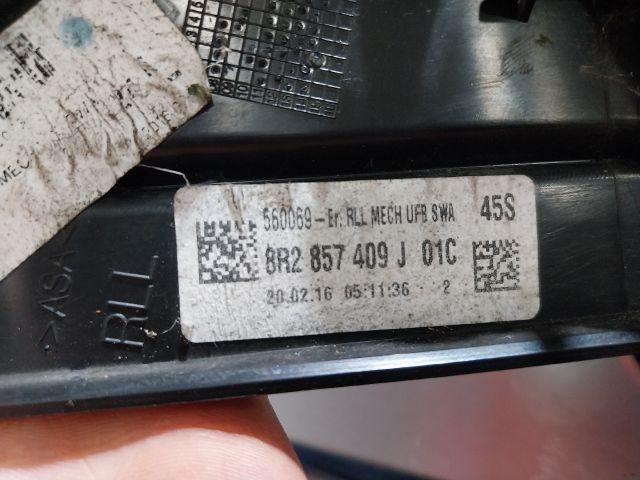 560069-Er. RLL MECH UFB SWA 45S
8R2 857 409 J 01C
20.02.16 05:11:36 2
>ASA<
RLL